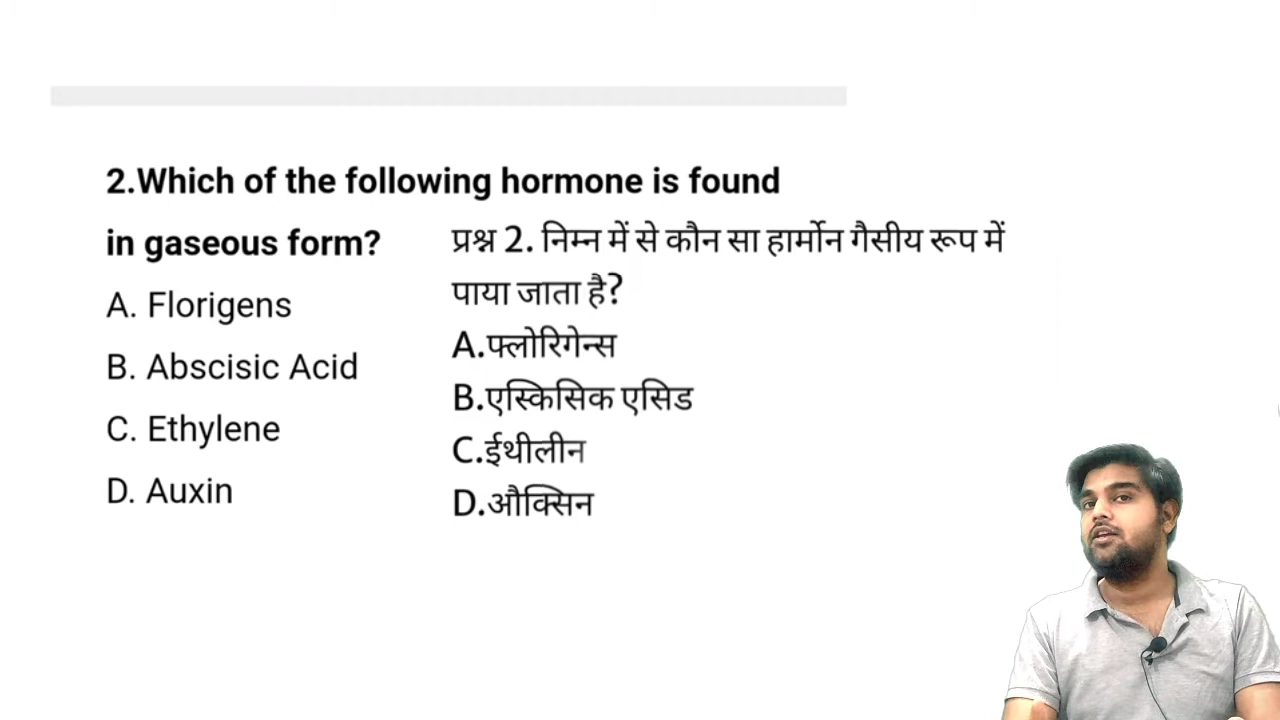 2.Which of the following hormone is found
in gaseous form?
A. Florigens
B. Abscisic Acid
C. Ethylene
D. Auxin
प्रश्न 2. निम्न में से कौन सा हार्मोन गैसीय रूप में
पाया जाता है?
A.फ्लोरिगेन्स
B.एस्किसिक एसिड
C.ईथीलीन
D.औक्सिन